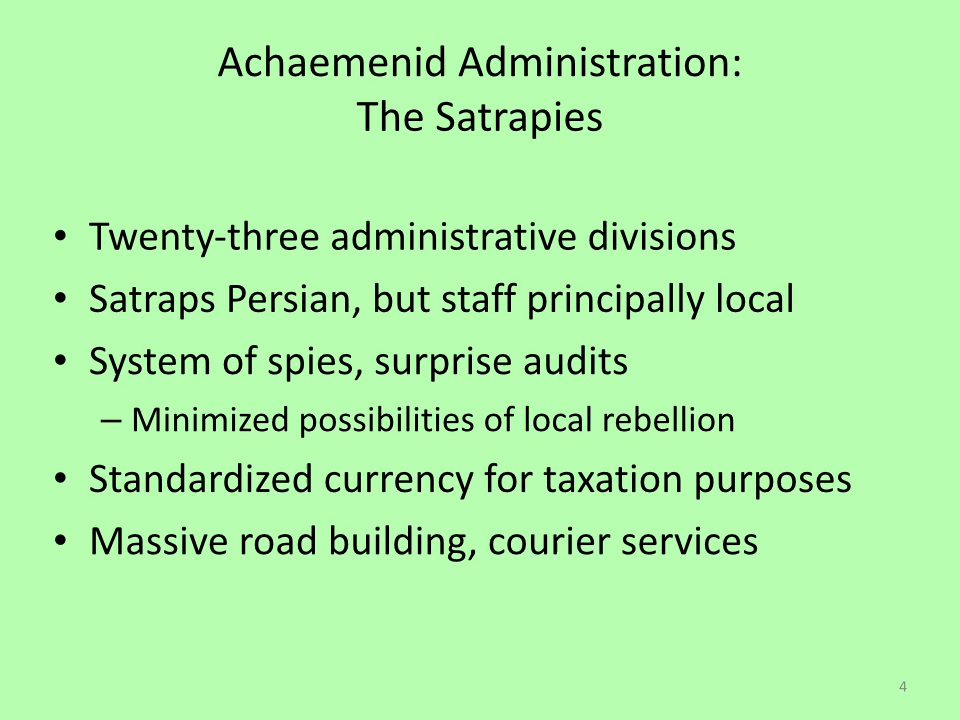 Achaemenid Administration:
The Satrapies
• Twenty-three administrative divisions
• Satraps Persian, but staff principally local
• System of spies, surprise audits
– Minimized possibilities of local rebellion
• Standardized currency for taxation purposes
• Massive road building, courier services
4